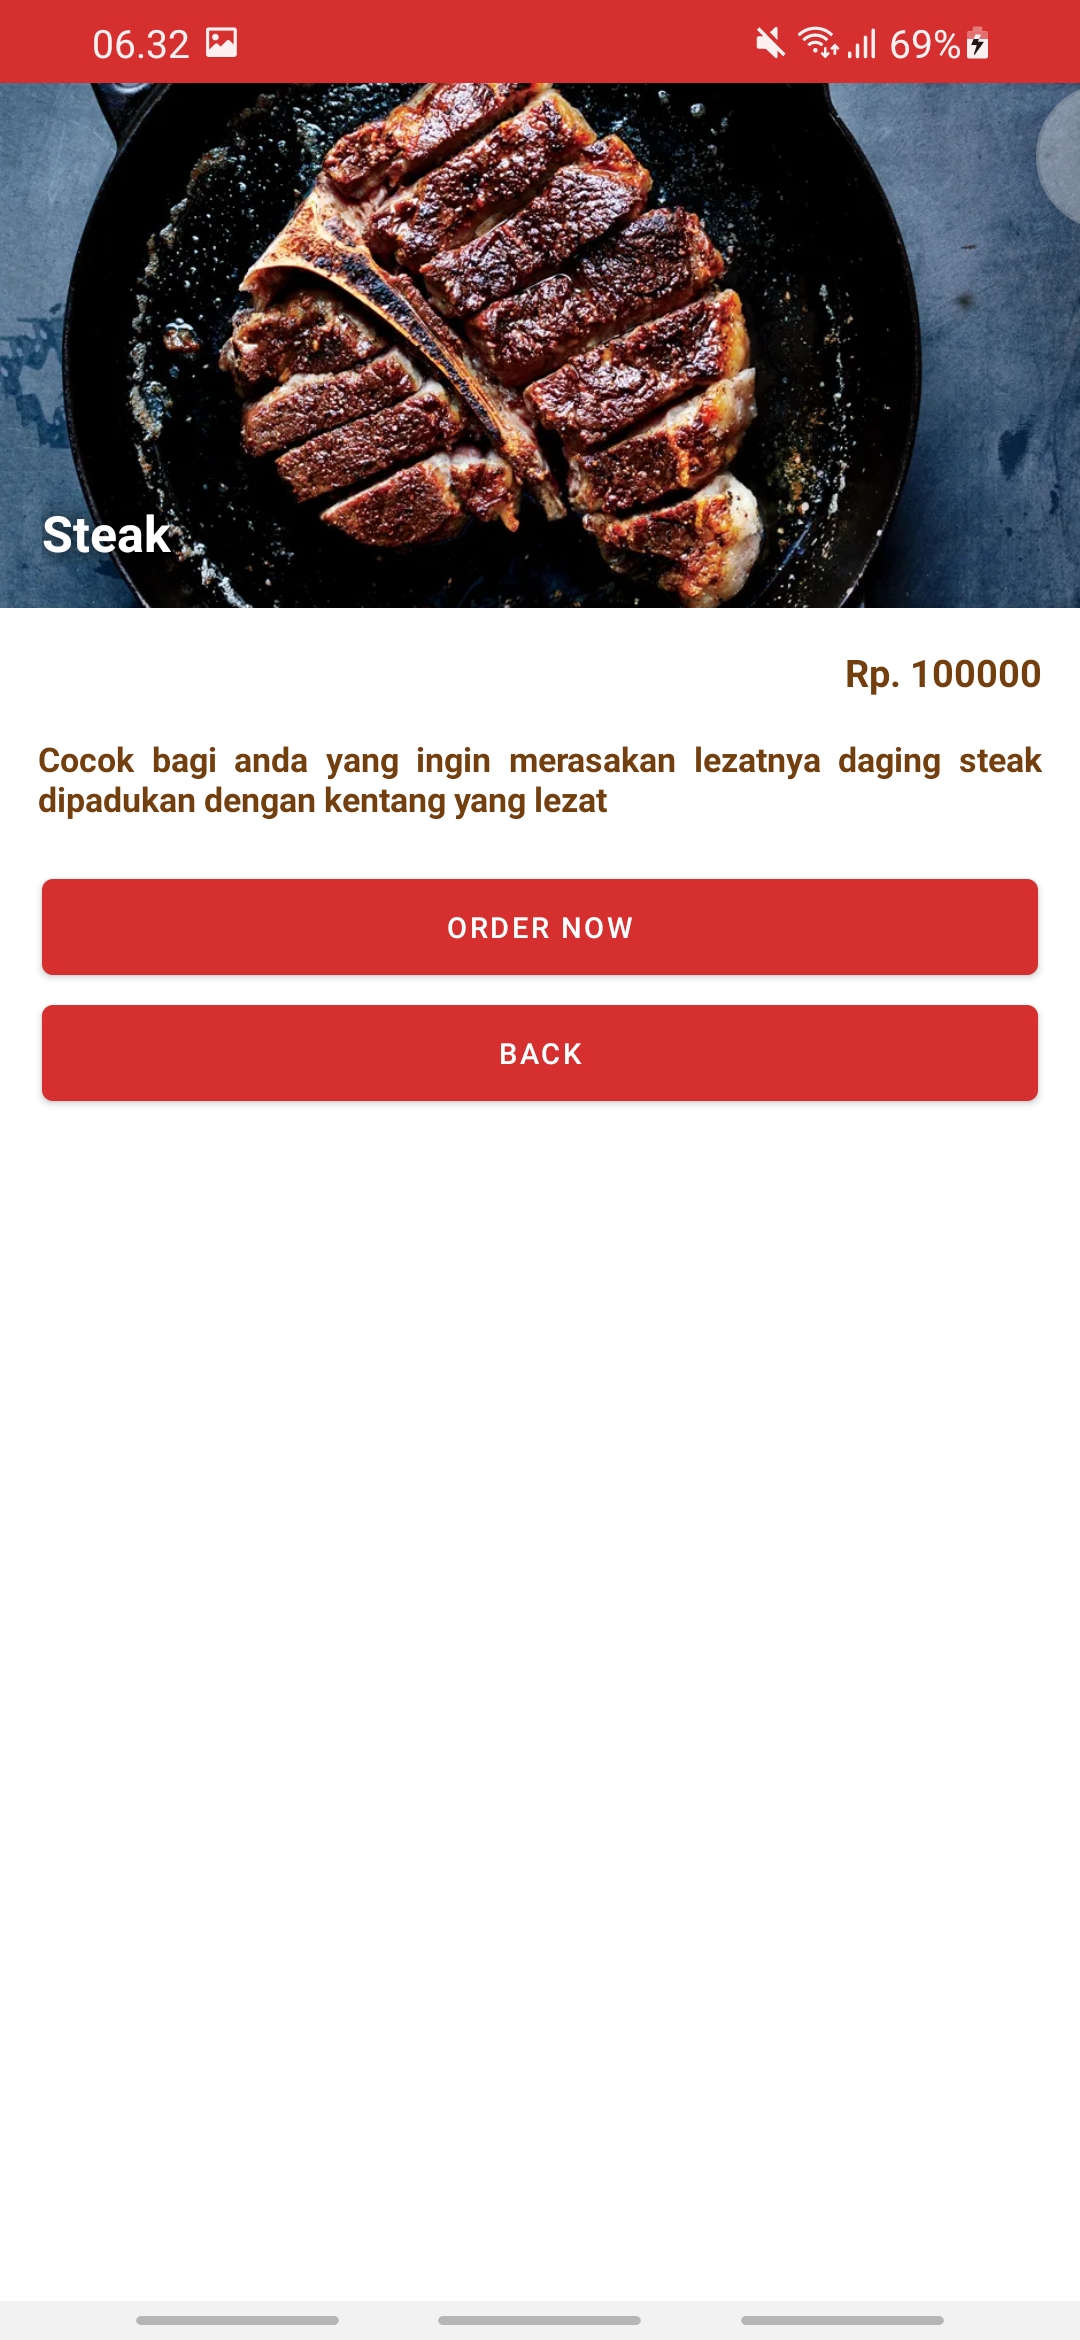 06.32
69%
Steak
Rp. 100000
Cocok bagi anda yang ingin merasakan lezatnya daging steak
dipadukan dengan kentang yang lezat
ORDER NOW
BACK